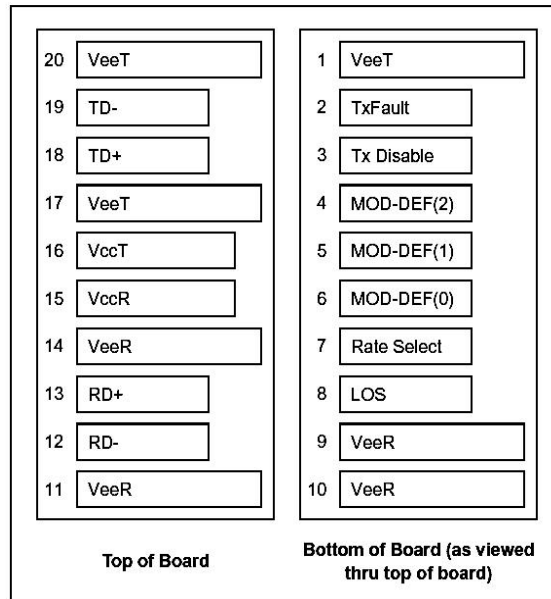 20 VeeT
19 TD-
18 TD+
17 VeeT
16 VccT
15 VccR
14 VeeR
13 RD+
12 RD-
11 VeeR
Top of Board
1 VeeT
2 TxFault
3 Tx Disable
4 MOD-DEF(2)
5 MOD-DEF(1)
6 MOD-DEF(0)
7 Rate Select
8 LOS
9 VeeR
10 VeeR
Bottom of Board (as viewed
thru top of board)